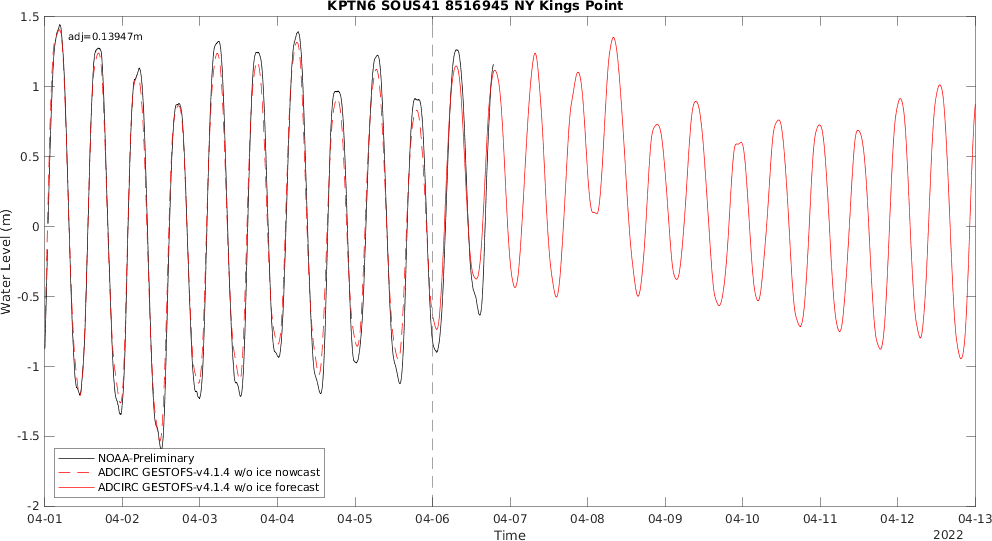 KPTN6 SOUS41 8516945 NY Kings Point
adj=0.13947m
1.5
1
0.5
0
-0.5
-1
-1.5
-2
Water Level (m)
NOAA-Preliminary
ADCIRC GESTOFS-v4.1.4 w/o ice nowcast
ADCIRC GESTOFS-v4.1.4 w/o ice forecast
04-01 04-02 04-03 04-04 04-05 04-06 04-07 04-08 04-09 04-10 04-11 04-12 04-13
Time
2022